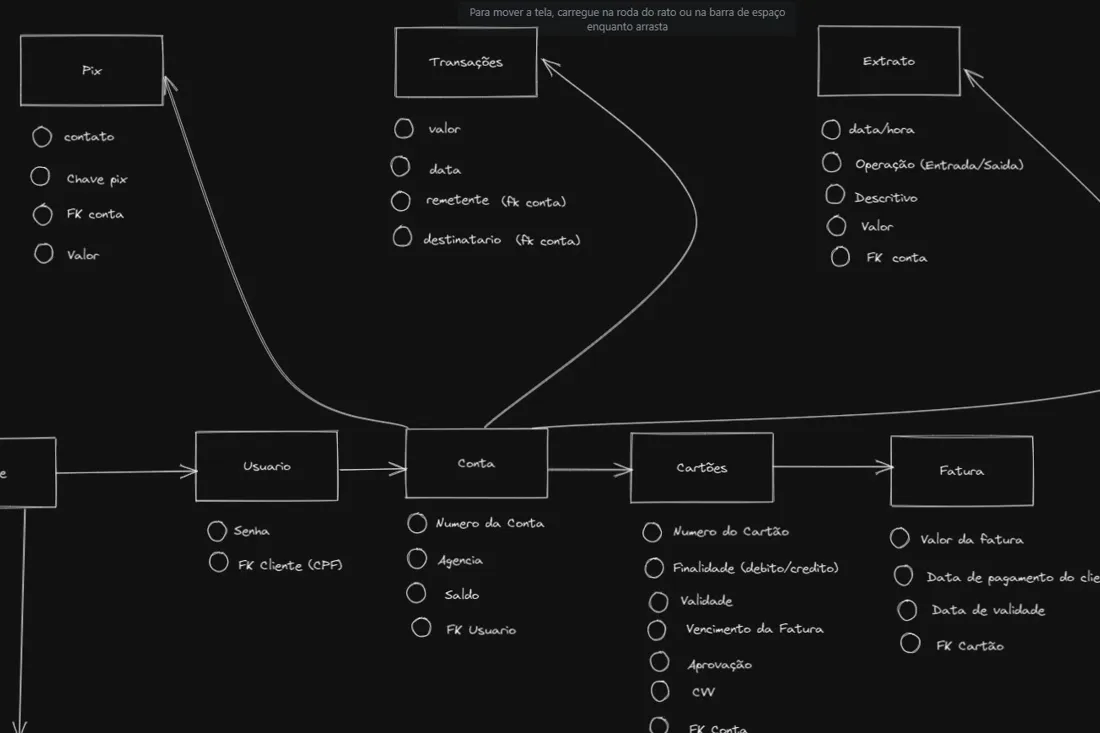 Para mover a tela, carregue na roda do rato ou na barra de espaço
enquanto arrasta
Pix
contato
Chave pix
FK conta
Valor
Transações
valor
data
remetente (fk conta)
destinatario (fk conta)
Extrato
data/hora
Operação (Entrada/Saida)
Descritivo
Valor
FK conta
e
Usuario
Senha
FK Cliente (CPF)
Conta
Numero da Conta
Agencia
Saldo
FK Usuario
Cartões
Numero do Cartão
Finalidade (debito/credito)
Validade
Vencimento da Fatura
Aprovação
CVV
FK Conta
Fatura
Valor da fatura
Data de pagamento do clie
Data de validade
FK Cartão